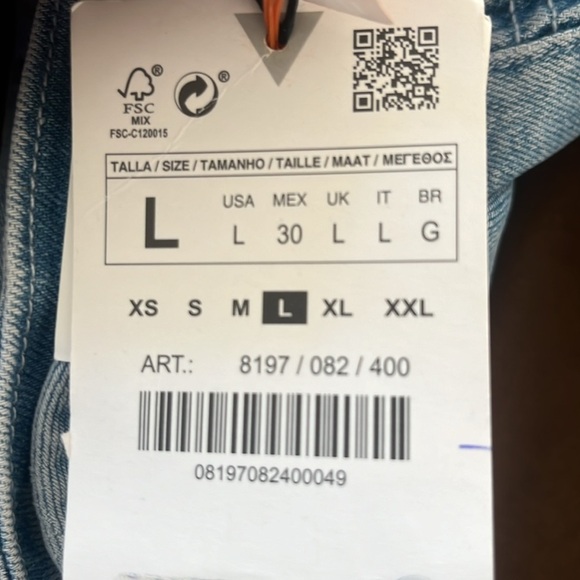 FSC
MIX
FSC-C120015
TALLA / SIZE / TAMANHO / TAILLE / MAAT / ΜΕΓΕΘΟΣ
L
USA MEX UK IT BR
L 30 L L G
XS S M L XL XXL
ART.: 8197 / 082 / 400
08197082400049